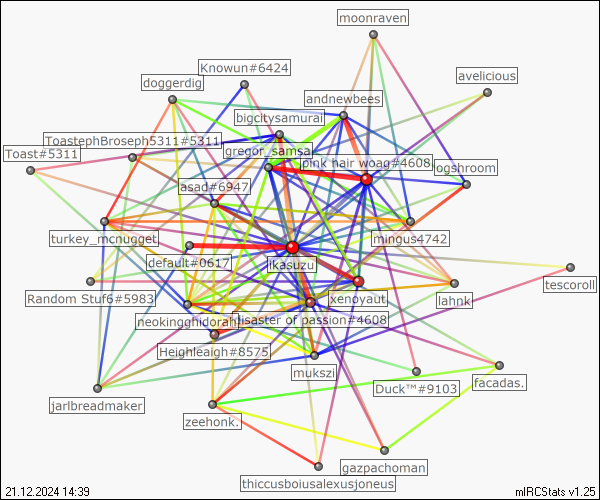 moonraven
Knowun#6424
avelicious
doggerdig
andnewbees
bigcitysamurai
ToastephBroseph5311#5311
Toast#5311
gregor_samsa
pink hair woag#4608
ogshroom
asad#6947
turkey_mcnugget
mingus4742
default#0617
ikasuzu
tescoroll
Random Stuf6#5983
xenoyaut
lahnk
neokingghidorah
disaster of passion#4608
Heighleaigh#8575
mukszi
Duck™#9103
facadas.
jarlbreadmaker
zeehonk.
gazpachoman
thiccusboiusalexusjoneus
21.12.2024 14:39
mIRCStats v1.25